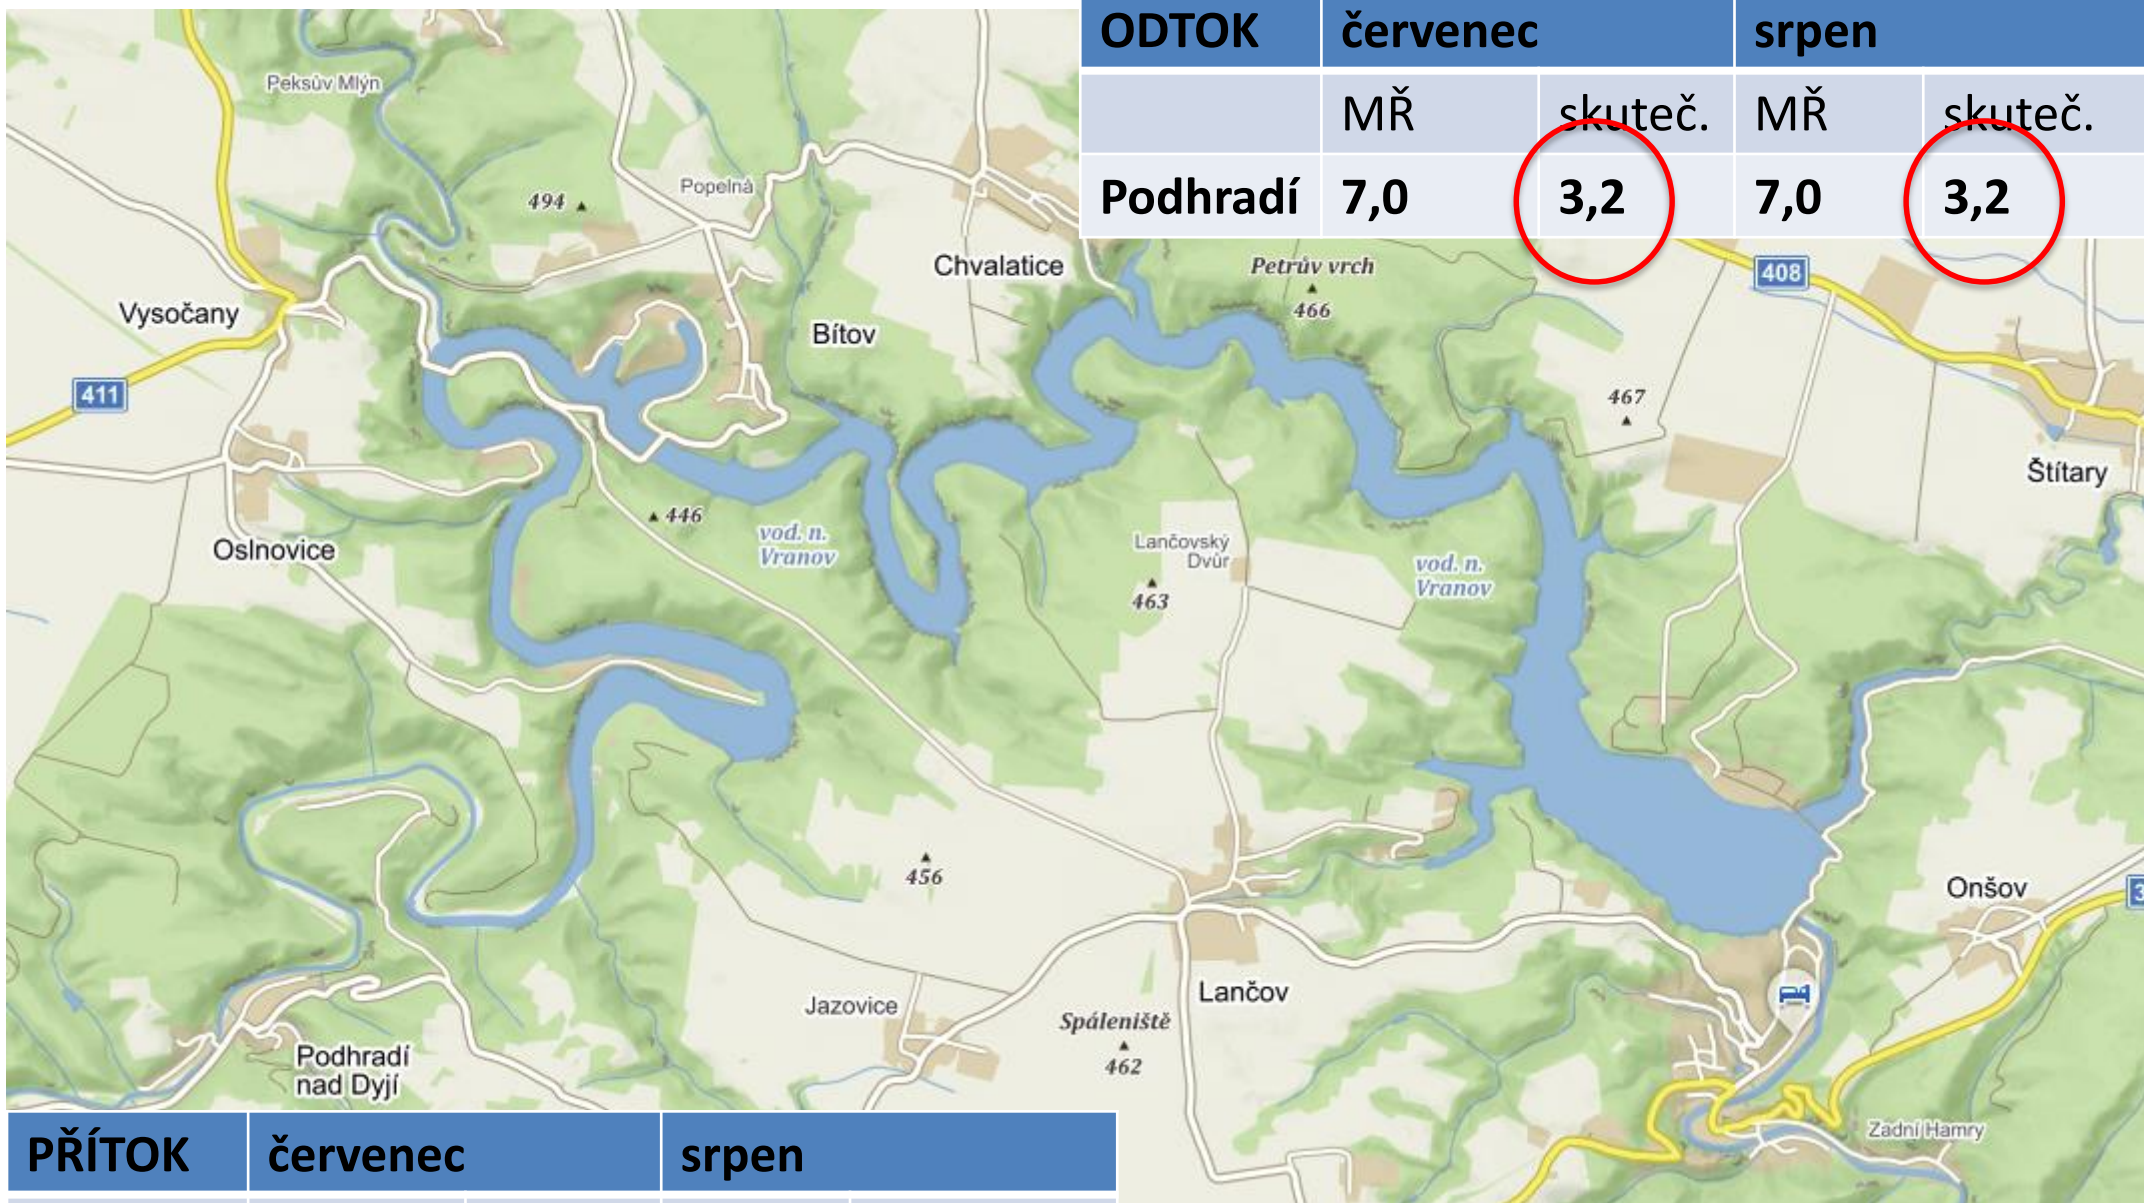 ODTOK červenec srpen
MŘ skuteč. MŘ skuteč.
Podhradí 7,0 3,2 7,0 3,2
Peksův Mlýn
494
Popelná
Chvalatice
Petrův vrch
466
408
Vysočany
Bítov
411
467
Štítary
446
vod. n.
Vranov
Oslnovice
Lančovský
Dvůr
463
vod. n.
Vranov
456
Onšov
3
Lančov
Jazovice
Spáleniště
462
Podhradí
nad Dyjí
Zadní Hamry
PŘÍTOK červenec srpen